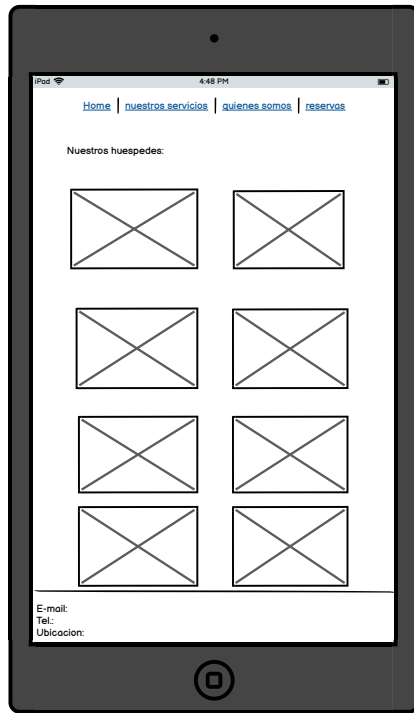 iPad 4:48 PM
Home | nuestros servicios | quienes somos | reservas
Nuestros huespedes:
E-mail:
Tel.:
Ubicacion: